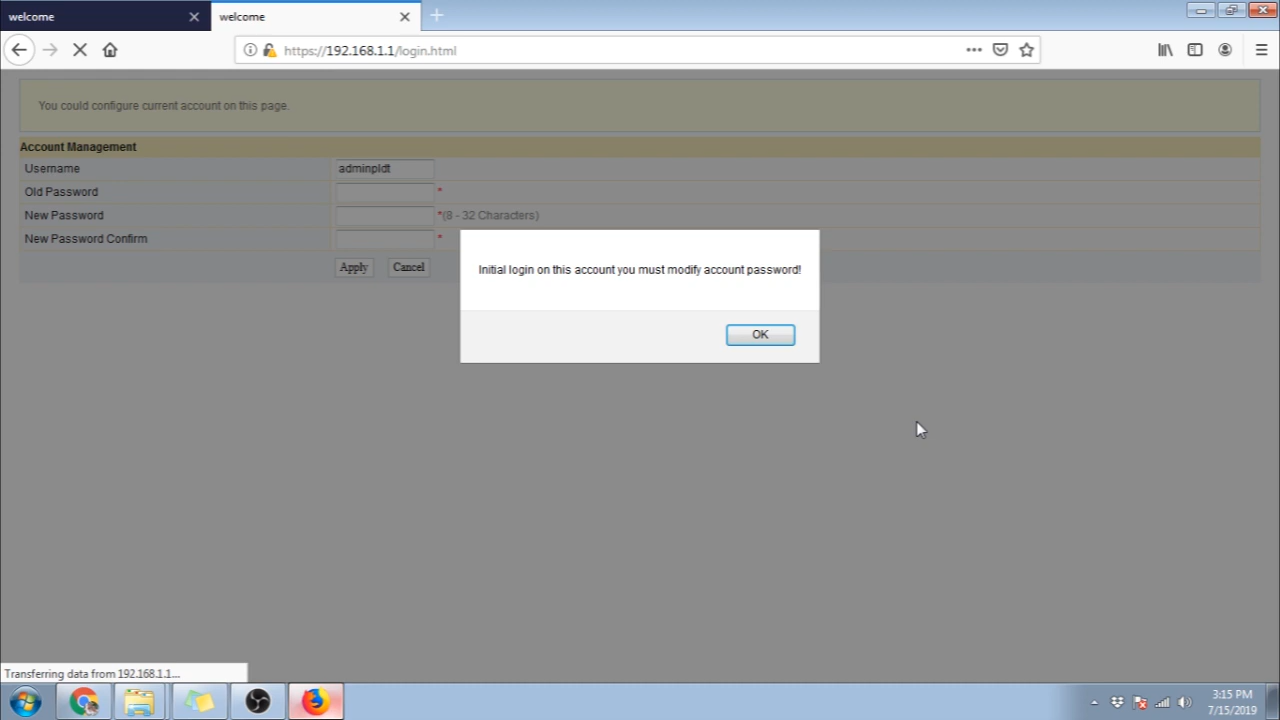 welcome
welcome
https://192.168.1.1/login.html
You could configure current account on this page.
Account Management
Username adminpldt
Old Password *
New Password *(8 - 32 Characters)
New Password Confirm *
Apply Cancel
Initial login on this account you must modify account password!
OK
Transferring data from 192.168.1.1...
3:15 PM
7/15/2019